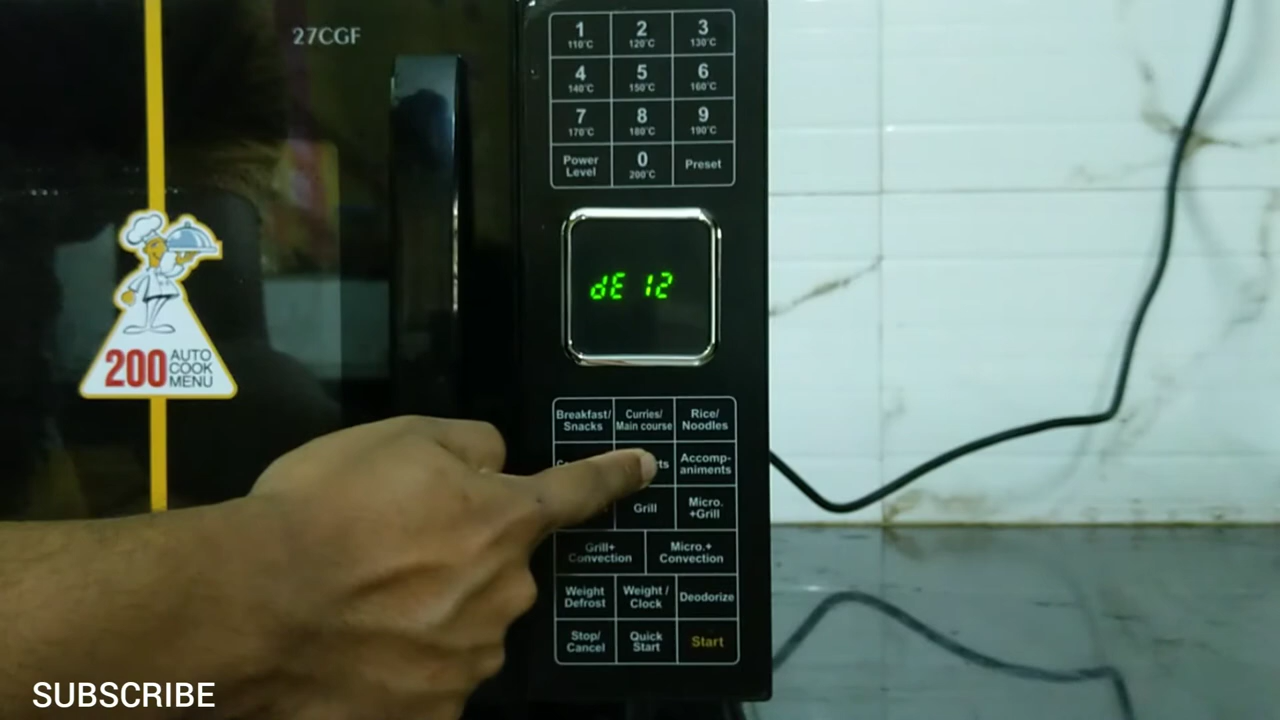 27CGF
1
110°C
2
120°C
3
130°C
4
140°C
5
150°C
6
160°C
7
170°C
8
180°C
9
190°C
Power
Level
0
200°C
Preset
dE 12
200 AUTO
COOK
MENU
Breakfast/
Snacks
Curries/
Main course
Rice/
Noodles
Accomp-
animents
Grill
Micro.
+Grill
Grill+
Convection
Micro.+
Convection
Weight
Defrost
Weight /
Clock
Deodorize
Stop/
Cancel
Quick
Start
Start
SUBSCRIBE